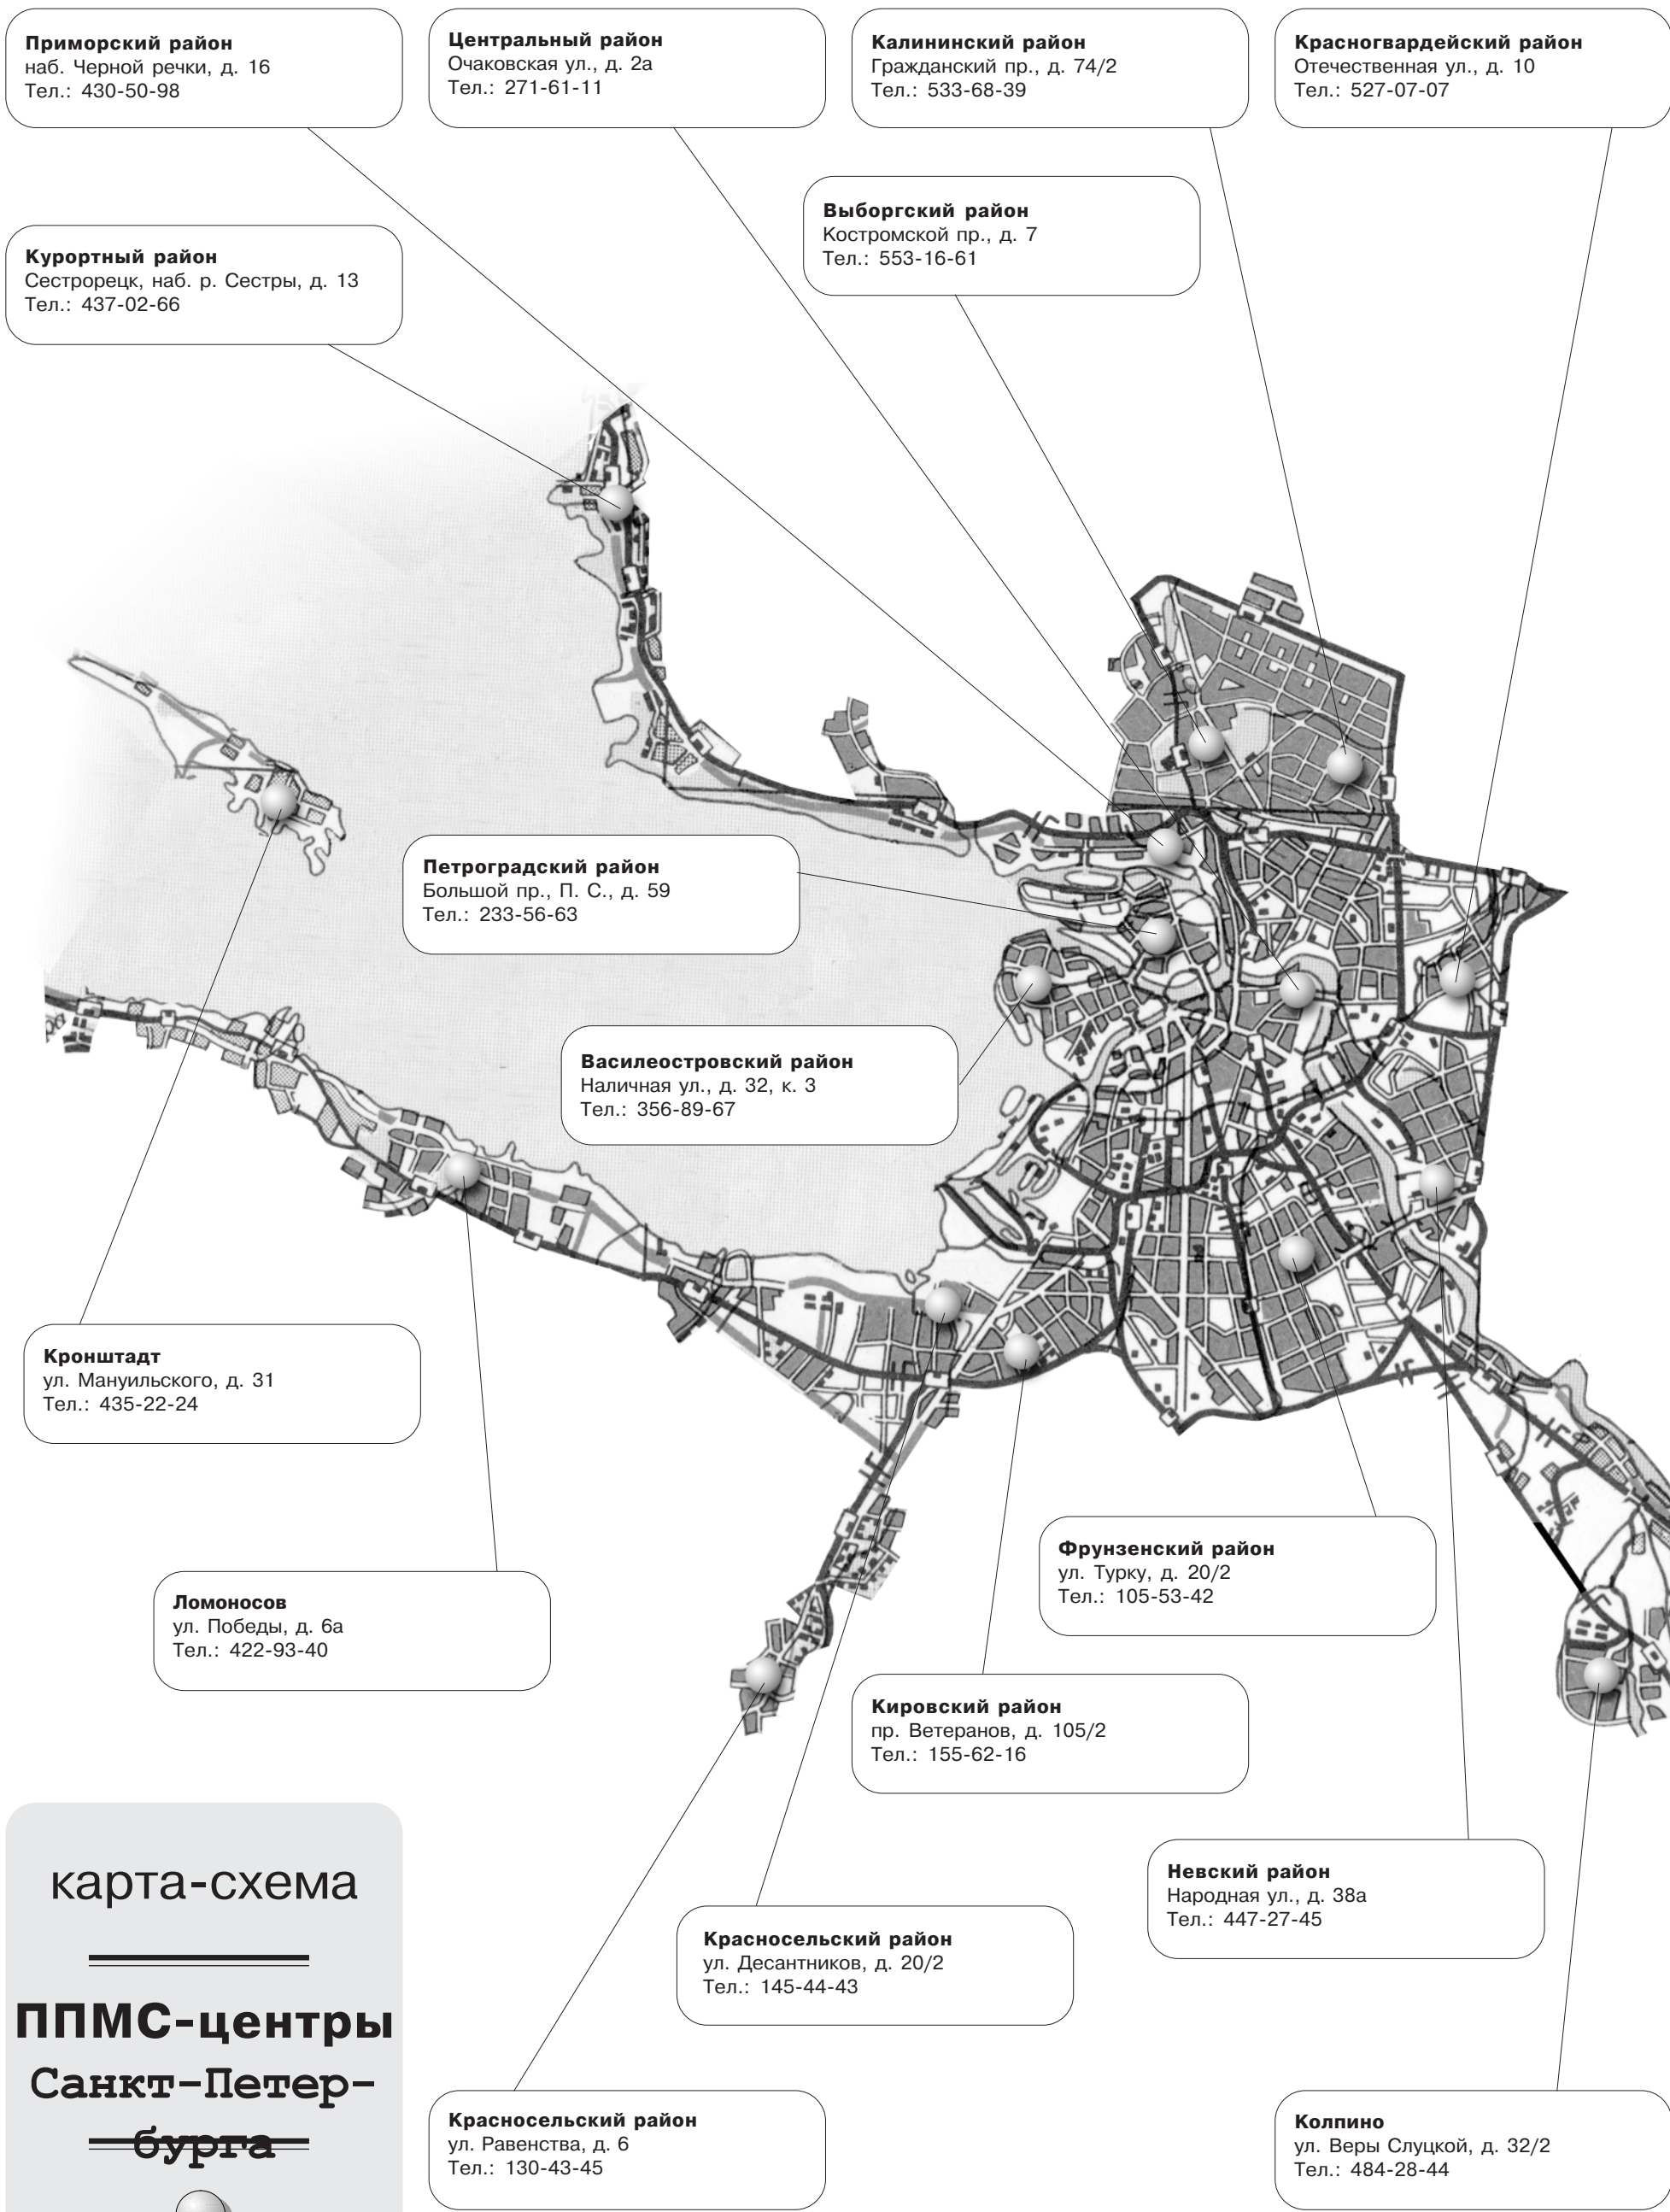 Приморский район
наб. Черной речки, д. 16
Тел.: 430-50-98
Центральный район
Очаковская ул., д. 2а
Тел.: 271-61-11
Калининский район
Гражданский пр., д. 74/2
Тел.: 533-68-39
Красногвардейский район
Отечественная ул., д. 10
Тел.: 527-07-07
Выборгский район
Костромской пр., д. 7
Тел.: 553-16-61
Курортный район
Сестрорецк, наб. р. Сестры, д. 13
Тел.: 437-02-66
Петроградский район
Большой пр., П. С., д. 59
Тел.: 233-56-63
Василеостровский район
Наличная ул., д. 32, к. 3
Тел.: 356-89-67
Кронштадт
ул. Мануильского, д. 31
Тел.: 435-22-24
Ломоносов
ул. Победы, д. 6а
Тел.: 422-93-40
Фрунзенский район
ул. Турку, д. 20/2
Тел.: 105-53-42
Кировский район
пр. Ветеранов, д. 105/2
Тел.: 155-62-16
Невский район
Народная ул., д. 38а
Тел.: 447-27-45
Красносельский район
ул. Десантников, д. 20/2
Тел.: 145-44-43
Красносельский район
ул. Равенства, д. 6
Тел.: 130-43-45
Колпино
ул. Веры Слуцкой, д. 32/2
Тел.: 484-28-44
карта-схема
ППМС-центры
Санкт-Петер-
бурга